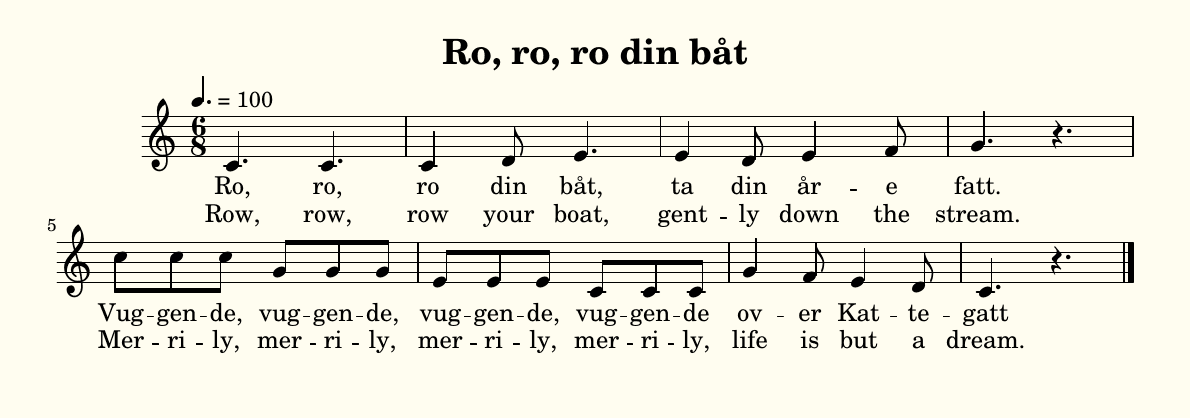 Ro, ro, ro din båt
= 100
6
8
Ro, ro, ro din båt, ta din år - e fatt.
Row, row, row your boat, gent - ly down the stream.
5
Vug - gen - de, vug - gen - de, vug - gen - de, vug - gen - de ov - er Kat - te - gatt
Mer - ri - ly, mer - ri - ly, mer - ri - ly, mer - ri - ly, life is but a dream.